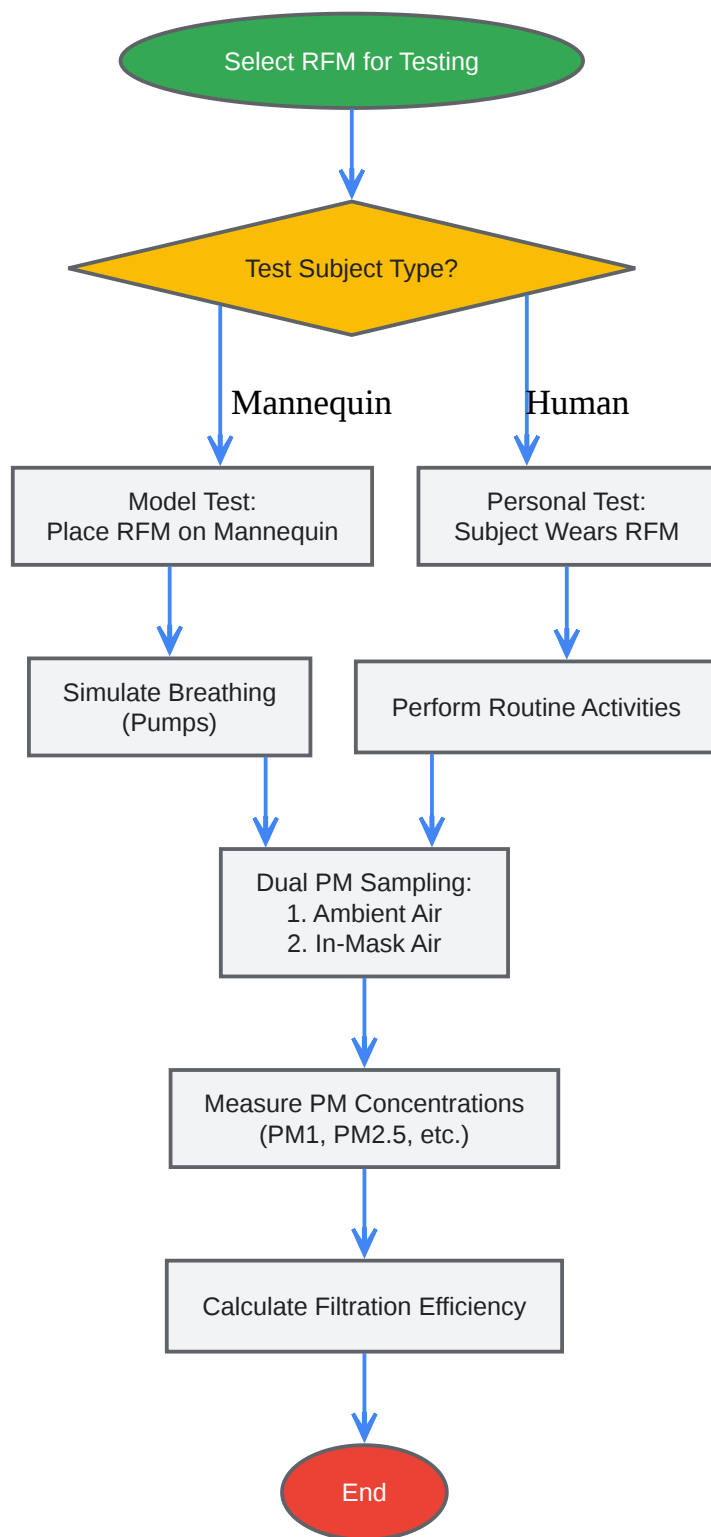 Select RFM for Testing
Test Subject Type?
Mannequin
Human
Model Test:
Place RFM on Mannequin
Personal Test:
Subject Wears RFM
Simulate Breathing
(Pumps)
Perform Routine Activities
Dual PM Sampling:
1. Ambient Air
2. In-Mask Air
Measure PM Concentrations
(PM1, PM2.5, etc.)
Calculate Filtration Efficiency
End